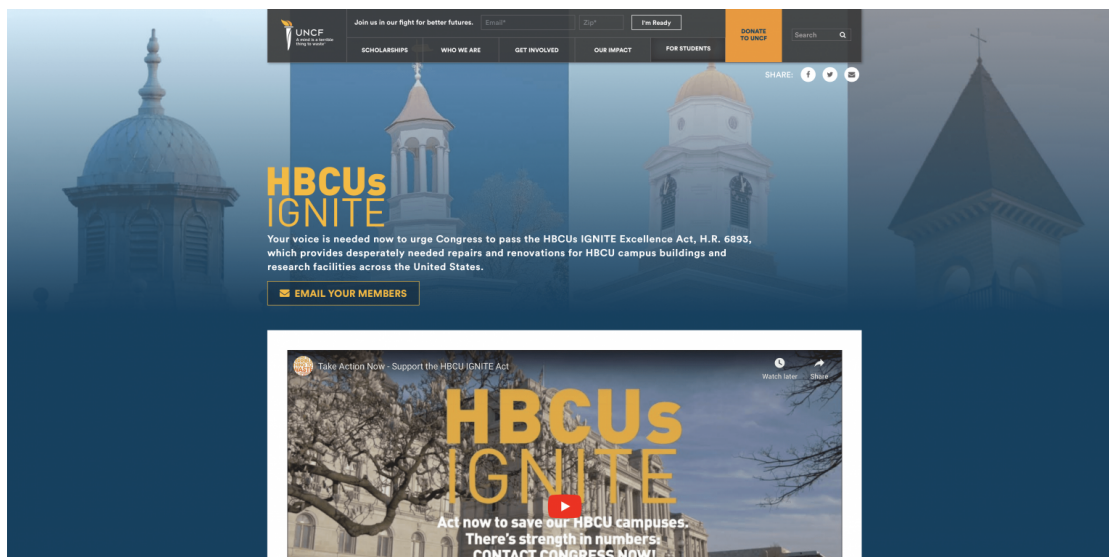 UNCF
A mind is a terrible
thing to waste®
Join us in our fight for better futures.
Email*
Zip*
I'm Ready
DONATE
TO UNCF
Search
SCHOLARSHIPS
WHO WE ARE
GET INVOLVED
OUR IMPACT
FOR STUDENTS
SHARE:
HBCUs
IGNITE
Your voice is needed now to urge Congress to pass the HBCUs IGNITE Excellence Act, H.R. 6893,
which provides desperately needed repairs and renovations for HBCU campus buildings and
research facilities across the United States.
EMAIL YOUR MEMBERS
Take Action Now - Support the HBCU IGNITE Act
Watch later
Share
HBCUs
IGNITE
Act now to save our HBCU campuses.
There's strength in numbers:
CONTACT CONGRESS NOW!